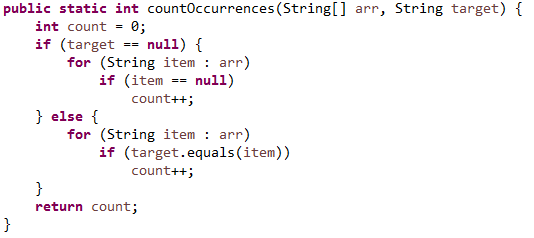 public static int countOccurrences(String[] arr, String target) {
    int count = 0;
    if (target == null) {
        for (String item : arr)
            if (item == null)
                count++;
    } else {
        for (String item : arr)
            if (target.equals(item))
                count++;
    }
    return count;
}